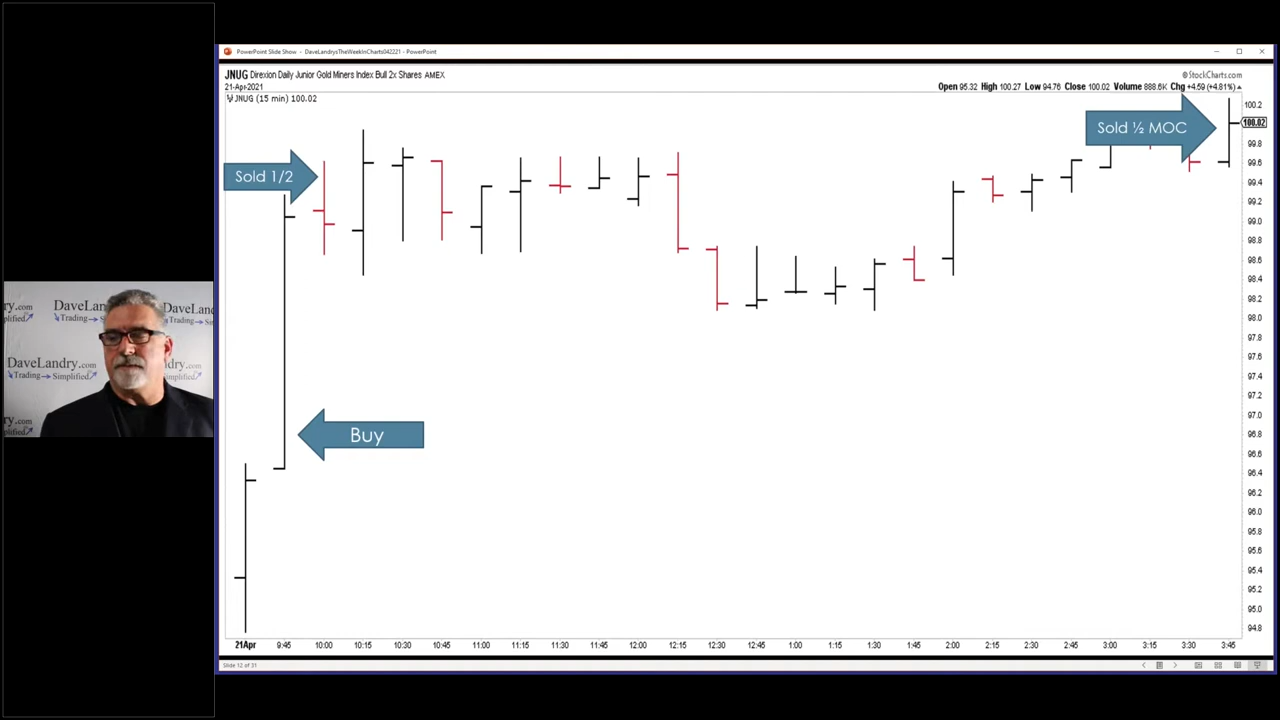 PowerPoint Slide Show - DaveLandrysTheWeekInCharts042221 - PowerPoint
JNUG Direxion Daily Junior Gold Miners Index Bull 2x Shares AMEX
© StockCharts.com
21-Apr-2021
Open 95.32 High 100.27 Low 94.76 Close 100.02 Volume 888.6K Chg +4.59 (+4.81%)
JNUG (15 min) 100.02
Sold 1/2
Sold ½ MOC
Buy
100.2
100.02
99.8
99.6
99.4
99.2
99.0
98.8
98.6
98.4
98.2
98.0
97.8
97.6
97.4
97.2
97.0
96.8
96.6
96.4
96.2
96.0
95.8
95.6
95.4
95.2
95.0
94.8
21Apr 9:45 10:00 10:15 10:30 10:45 11:00 11:15 11:30 11:45 12:00 12:15 12:30 12:45 1:00 1:15 1:30 1:45 2:00 2:15 2:30 2:45 3:00 3:15 3:30 3:45
Slide 12 of 31
DaveLandry.com
Trading Simplified
DaveLandry.com
Trading Simplified